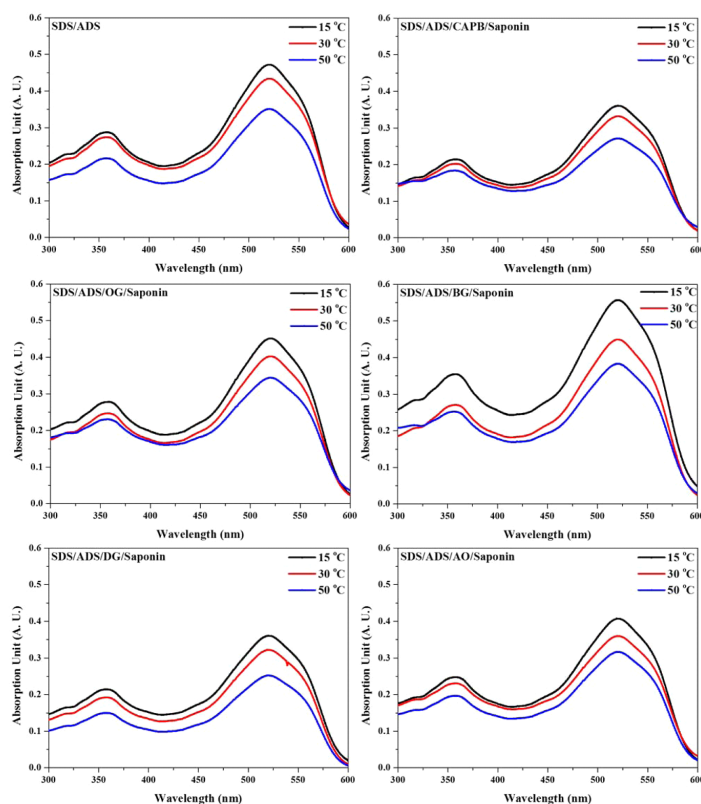 SDS/ADS
15 °C
30 °C
50 °C
0.6
0.5
0.4
0.3
0.2
0.1
0.0
Absorption Unit (A. U.)
300 350 400 450 500 550 600
Wavelength (nm)
SDS/ADS/CAPB/Saponin
15 °C
30 °C
50 °C
0.6
0.5
0.4
0.3
0.2
0.1
0.0
Absorption Unit (A. U.)
300 350 400 450 500 550 600
Wavelength (nm)
SDS/ADS/OG/Saponin
15 °C
30 °C
50 °C
0.6
0.5
0.4
0.3
0.2
0.1
0.0
Absorption Unit (A. U.)
300 350 400 450 500 550 600
Wavelength (nm)
SDS/ADS/BG/Saponin
15 °C
30 °C
50 °C
0.6
0.5
0.4
0.3
0.2
0.1
0.0
Absorption Unit (A. U.)
300 350 400 450 500 550 600
Wavelength (nm)
SDS/ADS/DG/Saponin
15 °C
30 °C
50 °C
0.6
0.5
0.4
0.3
0.2
0.1
0.0
Absorption Unit (A. U.)
300 350 400 450 500 550 600
Wavelength (nm)
SDS/ADS/AO/Saponin
15 °C
30 °C
50 °C
0.6
0.5
0.4
0.3
0.2
0.1
0.0
Absorption Unit (A. U.)
300 350 400 450 500 550 600
Wavelength (nm)